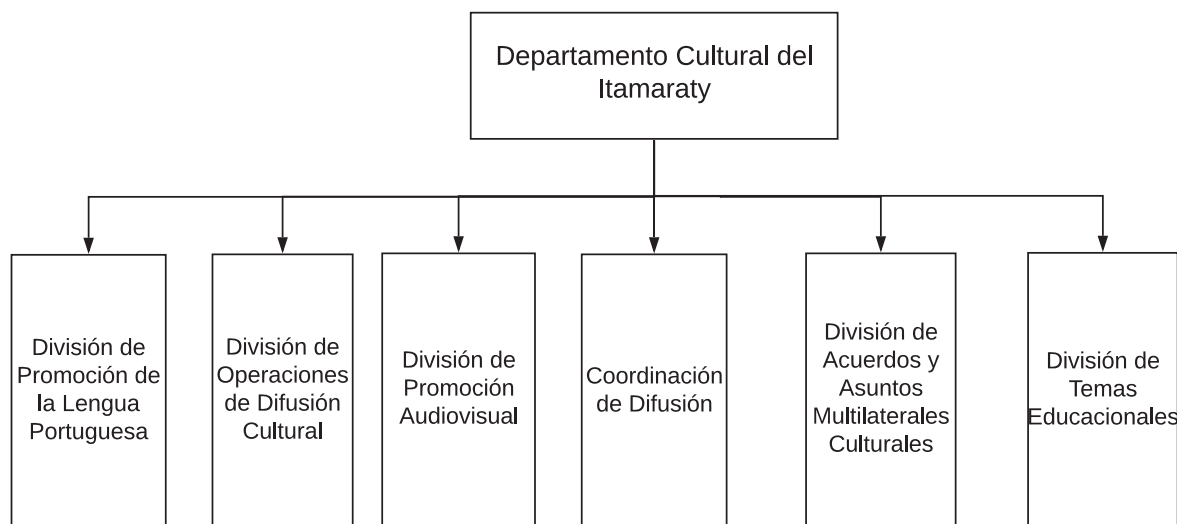 Departamento Cultural del
Itamaraty
División de
Promoción de
la Lengua
Portuguesa
División de
Operaciones
de Difusión
Cultural
División de
Promoción
Audiovisual
Coordinación
de Difusión
División de
Acuerdos y
Asuntos
Multilaterales
Culturales
División de
Temas
Educacionales